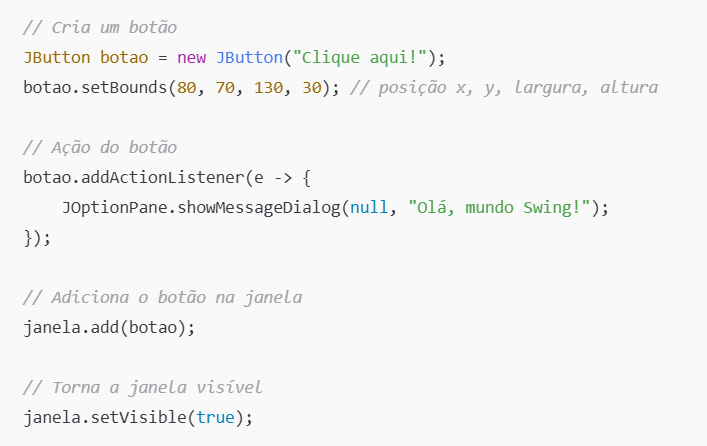 // Cria um botão
JButton botao = new JButton("Clique aqui!");
botao.setBounds(80, 70, 130, 30); // posição x, y, largura, altura
// Ação do botão
botao.addActionListener(e -> {
    JOptionPane.showMessageDialog(null, "Olá, mundo Swing!");
});
// Adiciona o botão na janela
janela.add(botao);
// Torna a janela visível
janela.setVisible(true);